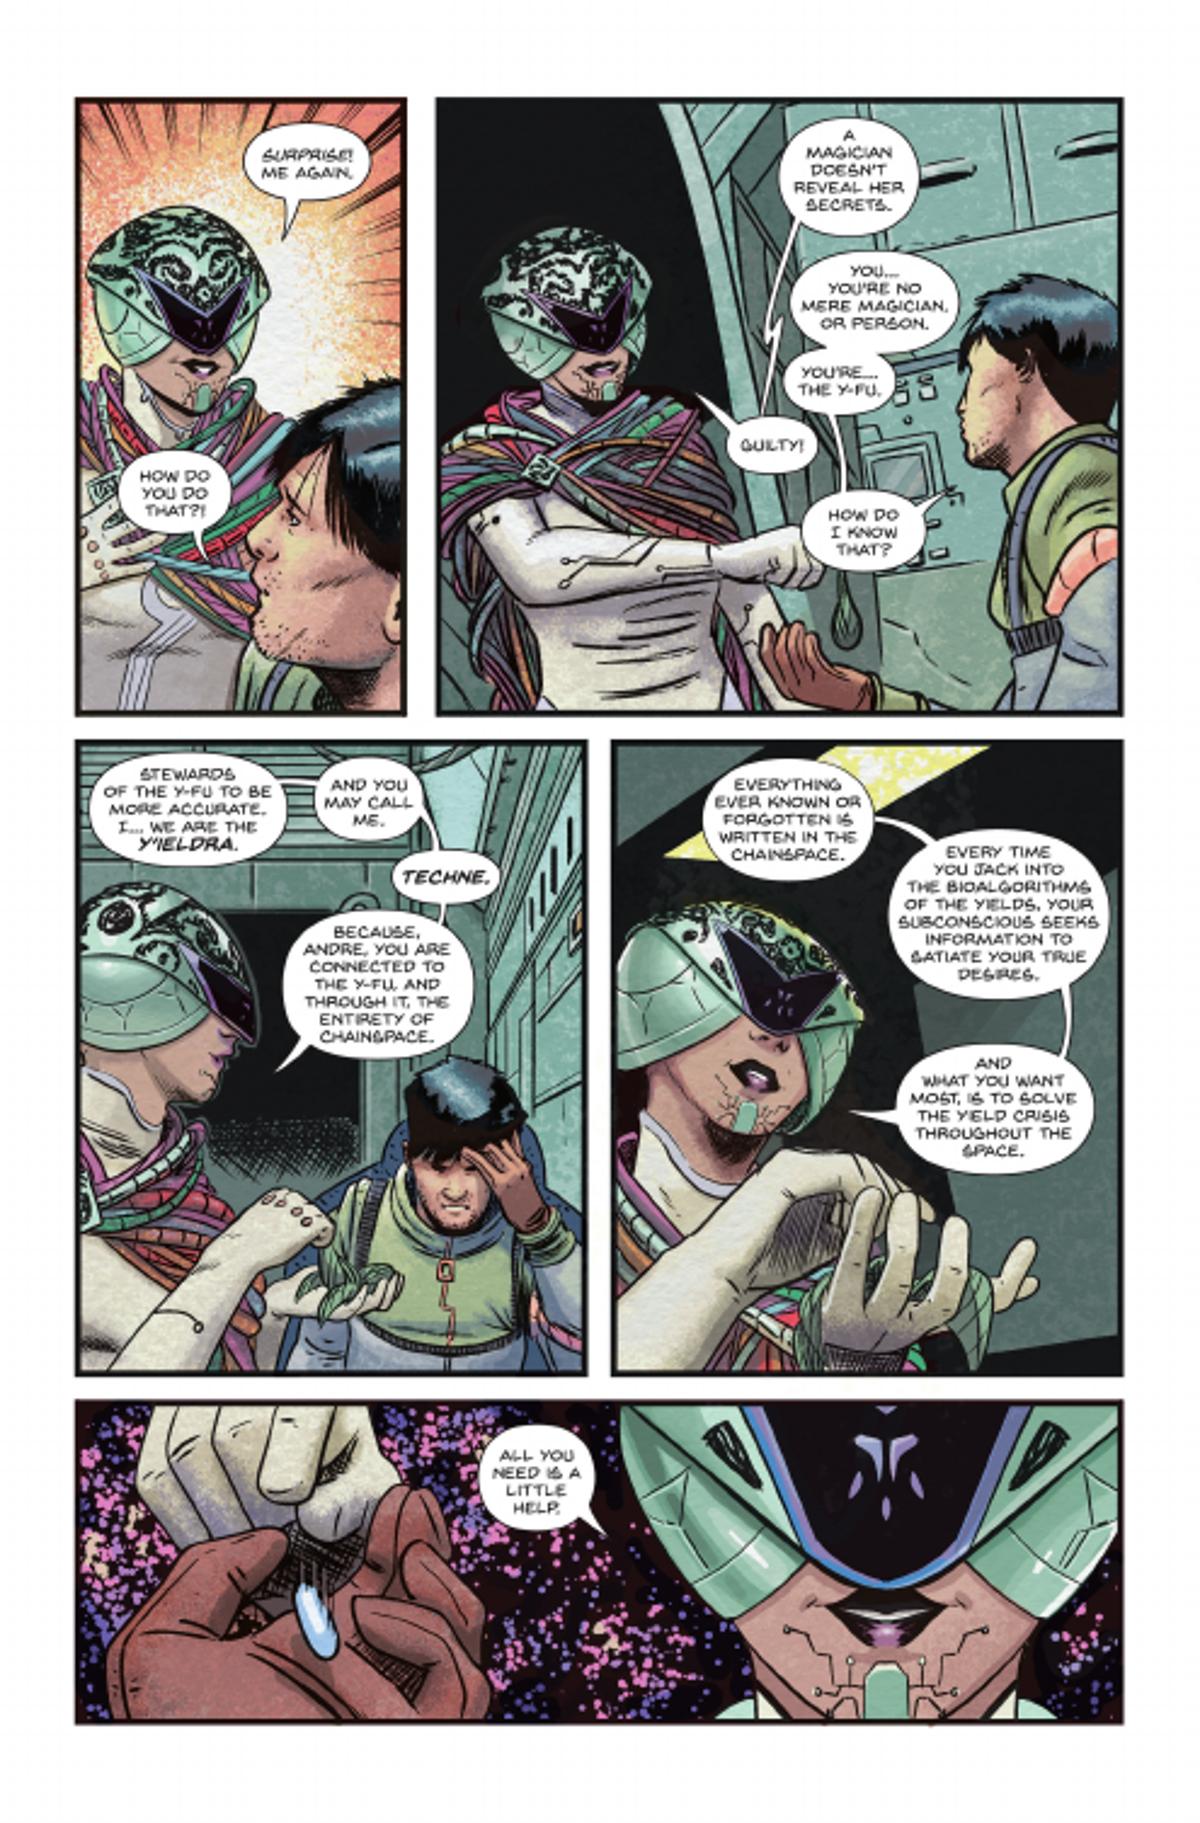 SURPRISE!
ME AGAIN.
HOW DO
YOU DO
THAT?!
A
MAGICIAN
DOESN'T
REVEAL HER
SECRETS.
YOU...
YOU'RE NO
MERE MAGICIAN.
OR PERSON.
YOU'RE...
THE Y-FU.
GUILTY!
HOW DO
I KNOW
THAT?
STEWARDS
OF THE Y-FU TO BE
MORE ACCURATE.
I... WE ARE THE
Y'IELDRA.
AND YOU
MAY CALL
ME.
TECHNE.
BECAUSE,
ANDRE, YOU ARE
CONNECTED TO
THE Y-FU, AND
THROUGH IT, THE
ENTIRETY OF
CHAINSPACE.
EVERYTHING
EVER KNOWN OR
FORGOTTEN IS
WRITTEN IN THE
CHAINSPACE.
EVERY TIME
YOU JACK INTO
THE BIOALGORITHMS
OF THE YIELDS, YOUR
SUBCONSCIOUS SEEKS
INFORMATION TO
SATIATE YOUR TRUE
DESIRES.
AND
WHAT YOU WANT
MOST, IS TO SOLVE
THE YIELD CRISIS
THROUGHOUT THE
SPACE.
ALL YOU
NEED IS A
LITTLE
HELP.